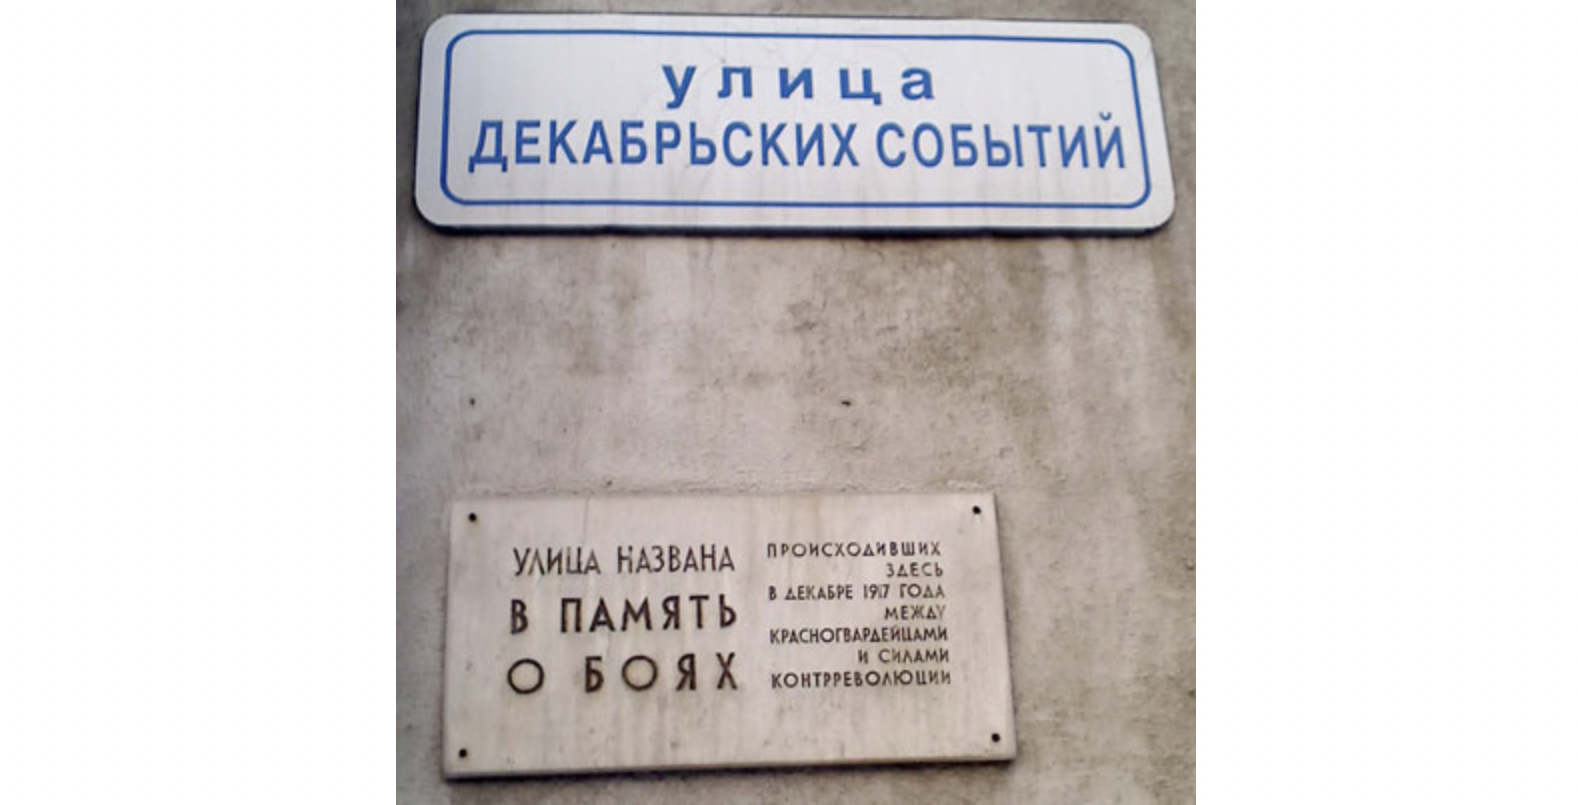 улица
ДЕКАБРЬСКИХ СОБЫТИЙ
УЛИЦА НАЗВАНА
В ПАМЯТЬ
О БОЯХ
ПРОИСХОДИВШИХ
ЗДЕСЬ
В ДЕКАБРЕ 1917 ГОДА
МЕЖДУ
КРАСНОГВАРДЕЙЦАМИ
И СИЛАМИ
КОНТРРЕВОЛЮЦИИ